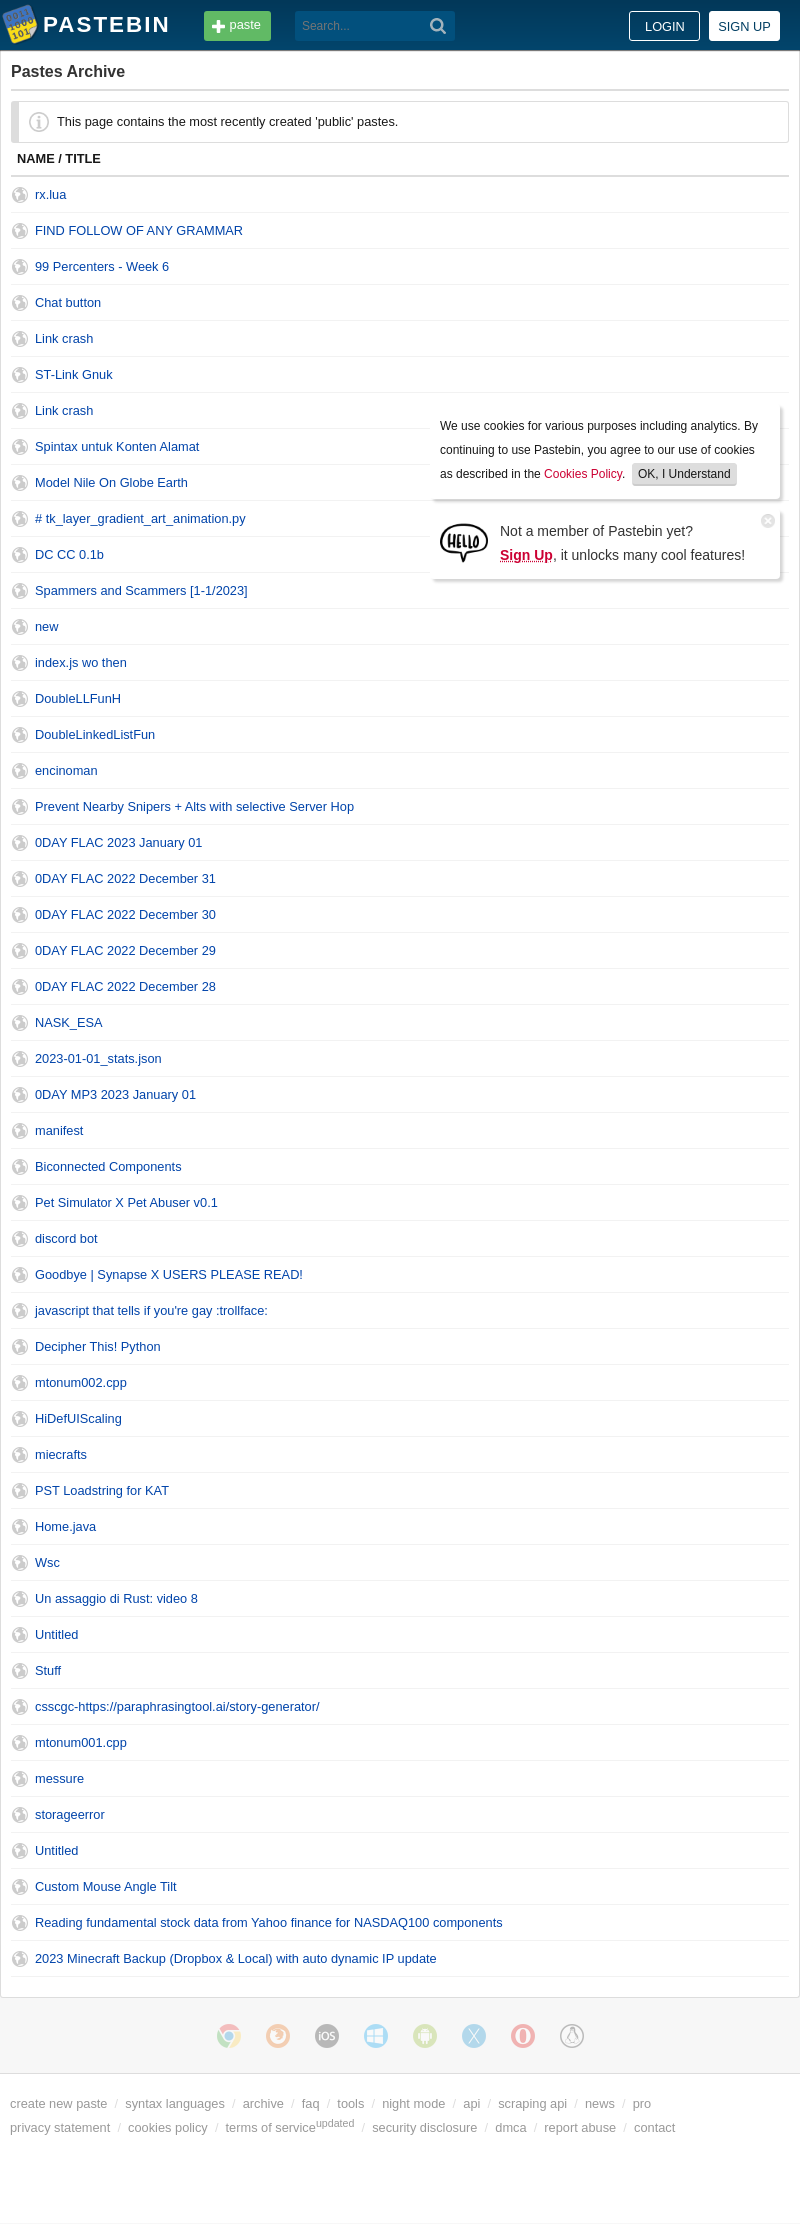 PASTEBIN
paste
Search...
LOGIN
SIGN UP
Pastes Archive
This page contains the most recently created 'public' pastes.
NAME / TITLE
rx.lua
FIND FOLLOW OF ANY GRAMMAR
99 Percenters - Week 6
Chat button
Link crash
ST-Link Gnuk
Link crash
Spintax untuk Konten Alamat
Model Nile On Globe Earth
# tk_layer_gradient_art_animation.py
DC CC 0.1b
Spammers and Scammers [1-1/2023]
We use cookies for various purposes including analytics. By
continuing to use Pastebin, you agree to our use of cookies
as described in the Cookies Policy. OK, I Understand
HELLO
Not a member of Pastebin yet?
Sign Up, it unlocks many cool features!
new
index.js wo then
DoubleLLFunH
DoubleLinkedListFun
encinoman
Prevent Nearby Snipers + Alts with selective Server Hop
0DAY FLAC 2023 January 01
0DAY FLAC 2022 December 31
0DAY FLAC 2022 December 30
0DAY FLAC 2022 December 29
0DAY FLAC 2022 December 28
NASK_ESA
2023-01-01_stats.json
0DAY MP3 2023 January 01
manifest
Biconnected Components
Pet Simulator X Pet Abuser v0.1
discord bot
Goodbye | Synapse X USERS PLEASE READ!
javascript that tells if you're gay :trollface:
Decipher This! Python
mtonum002.cpp
HiDefUIScaling
miecrafts
PST Loadstring for KAT
Home.java
Wsc
Un assaggio di Rust: video 8
Untitled
Stuff
csscgc-https://paraphrasingtool.ai/story-generator/
mtonum001.cpp
messure
storageerror
Untitled
Custom Mouse Angle Tilt
Reading fundamental stock data from Yahoo finance for NASDAQ100 components
2023 Minecraft Backup (Dropbox & Local) with auto dynamic IP update
iOS
create new paste / syntax languages / archive / faq / tools / night mode / api / scraping api / news / pro
privacy statement / cookies policy / terms of service updated / security disclosure / dmca / report abuse / contact